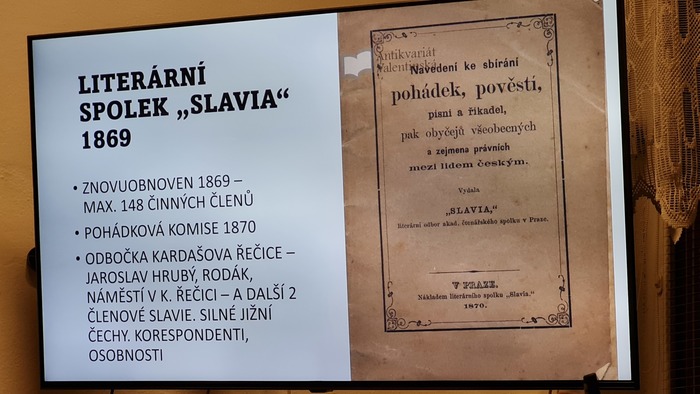 LITERÁRNÍ
SPOLEK „SLAVIA“
1869
• ZNOVUOBNOVEN 1869 –
MAX. 148 ČINNÝCH ČLENŮ
• POHÁDKOVÁ KOMISE 1870
• ODBOČKA KARDAŠOVA ŘEČICE –
JAROSLAV HRUBÝ, RODÁK,
NÁMĚSTÍ V K. ŘEČICI – A DALŠÍ 2
ČLENOVÉ SLAVIE. SILNÉ JIŽNÍ
ČECHY. KORESPONDENTI,
OSOBNOSTI
Antikvariát
Valentinská
Navedení ke sbírání
pohádek, pověstí,
písní a říkadel,
pak obyčejů všeobecných
a zejmena právních
mezi lidem českým.
Vydala
„SLAVIA,“
literární odbor akad. čtenářského spolku v Praze.
V PRAZE.
Nákladem literárního spolku „Slavia.“
1870.